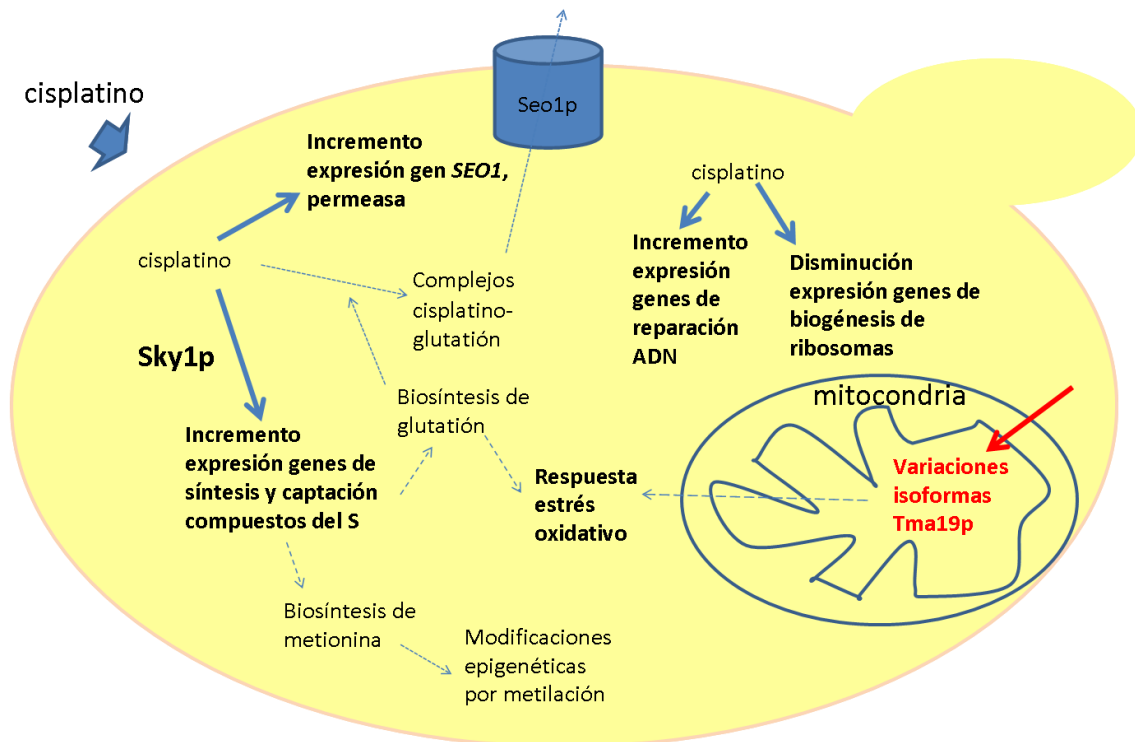 cisplatino
Seo1p
Incremento
expresión gen SEO1,
permeasa
cisplatino
cisplatino
Complejos
cisplatino-
glutatión
Incremento
expresión
genes de
reparación
ADN
Disminución
expresión genes de
biogénesis de
ribosomas
Sky1p
Biosíntesis de
glutatión
mitocondria
Incremento
expresión genes de
síntesis y captación
compuestos del S
Respuesta
estrés
oxidativo
Variaciones
isoformas
Tma19p
Biosíntesis de
metionina
Modificaciones
epigenéticas
por metilación